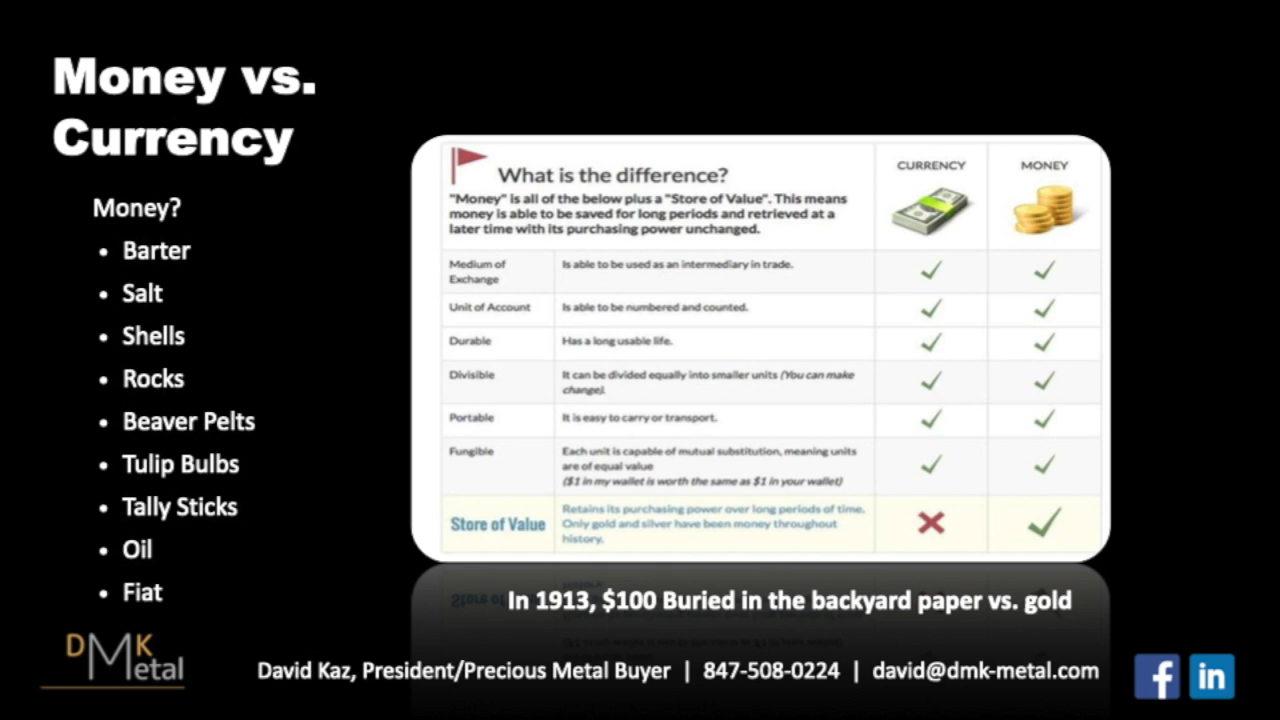 Money vs.
Currency
Money?
• Barter
• Salt
• Shells
• Rocks
• Beaver Pelts
• Tulip Bulbs
• Tally Sticks
• Oil
• Fiat
What is the difference?
"Money" is all of the below plus a "Store of Value". This means
money is able to be saved for long periods and retrieved at a
later time with its purchasing power unchanged.
CURRENCY
MONEY
Medium of
Exchange
Is able to be used as an intermediary in trade.
Unit of Account
Is able to be numbered and counted.
Durable
Has a long usable life.
Divisible
It can be divided equally into smaller units (You can make
change).
Portable
It is easy to carry or transport.
Fungible
Each unit is capable of mutual substitution, meaning units
are of equal value
($1 in my wallet is worth the same as $1 in your wallet)
Store of Value
Retains its purchasing power over long periods of time.
Only gold and silver have been money throughout
history.
In 1913, $100 Buried in the backyard paper vs. gold
DMK
Metal
David Kaz, President/Precious Metal Buyer | 847-508-0224 | david@dmk-metal.com
f
in